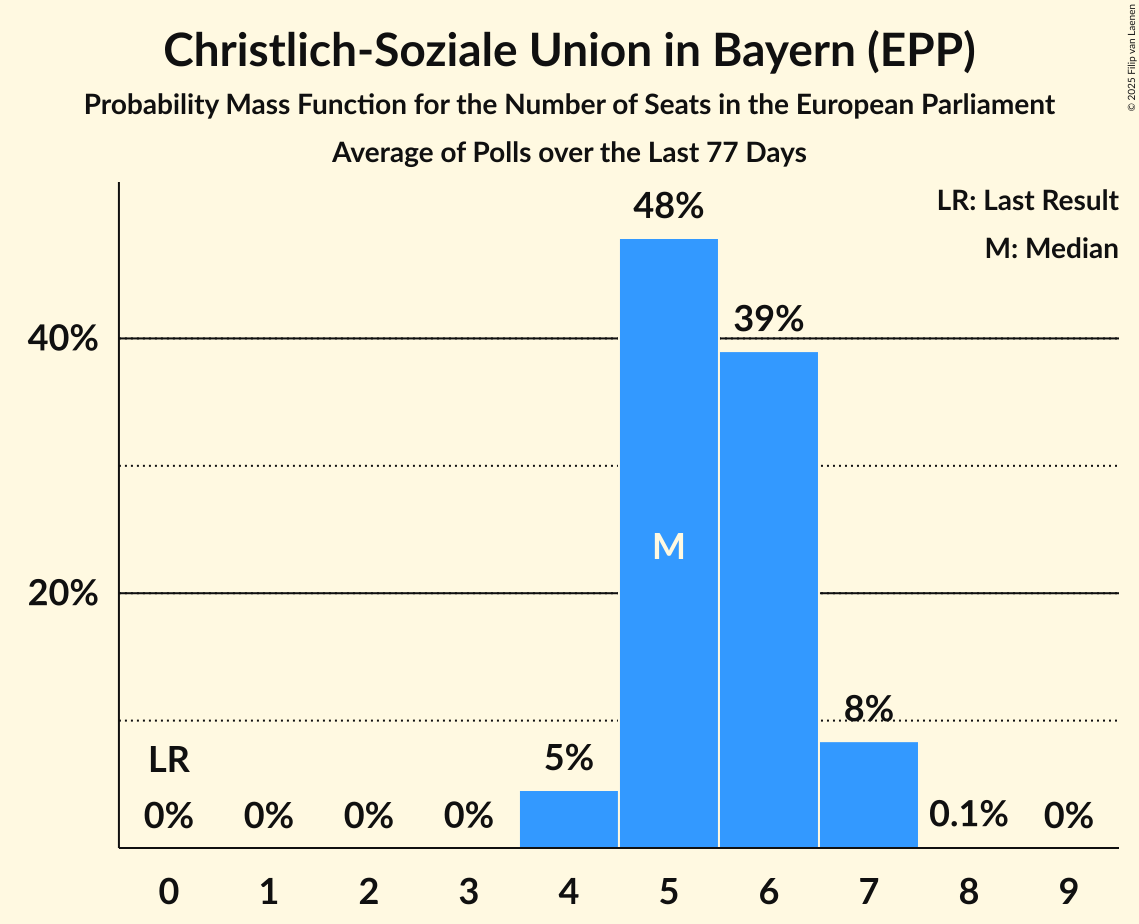 Christlich-Soziale Union in Bayern (EPP)
Probability Mass Function for the Number of Seats in the European Parliament
Average of Polls over the Last 77 Days
© 2025 Filip van Laenen
LR: Last Result
M: Median
48%
39%
40%
M
20%
8%
5%
LR
0% 0% 0% 0% 0.1% 0%
0 1 2 3 4 5 6 7 8 9